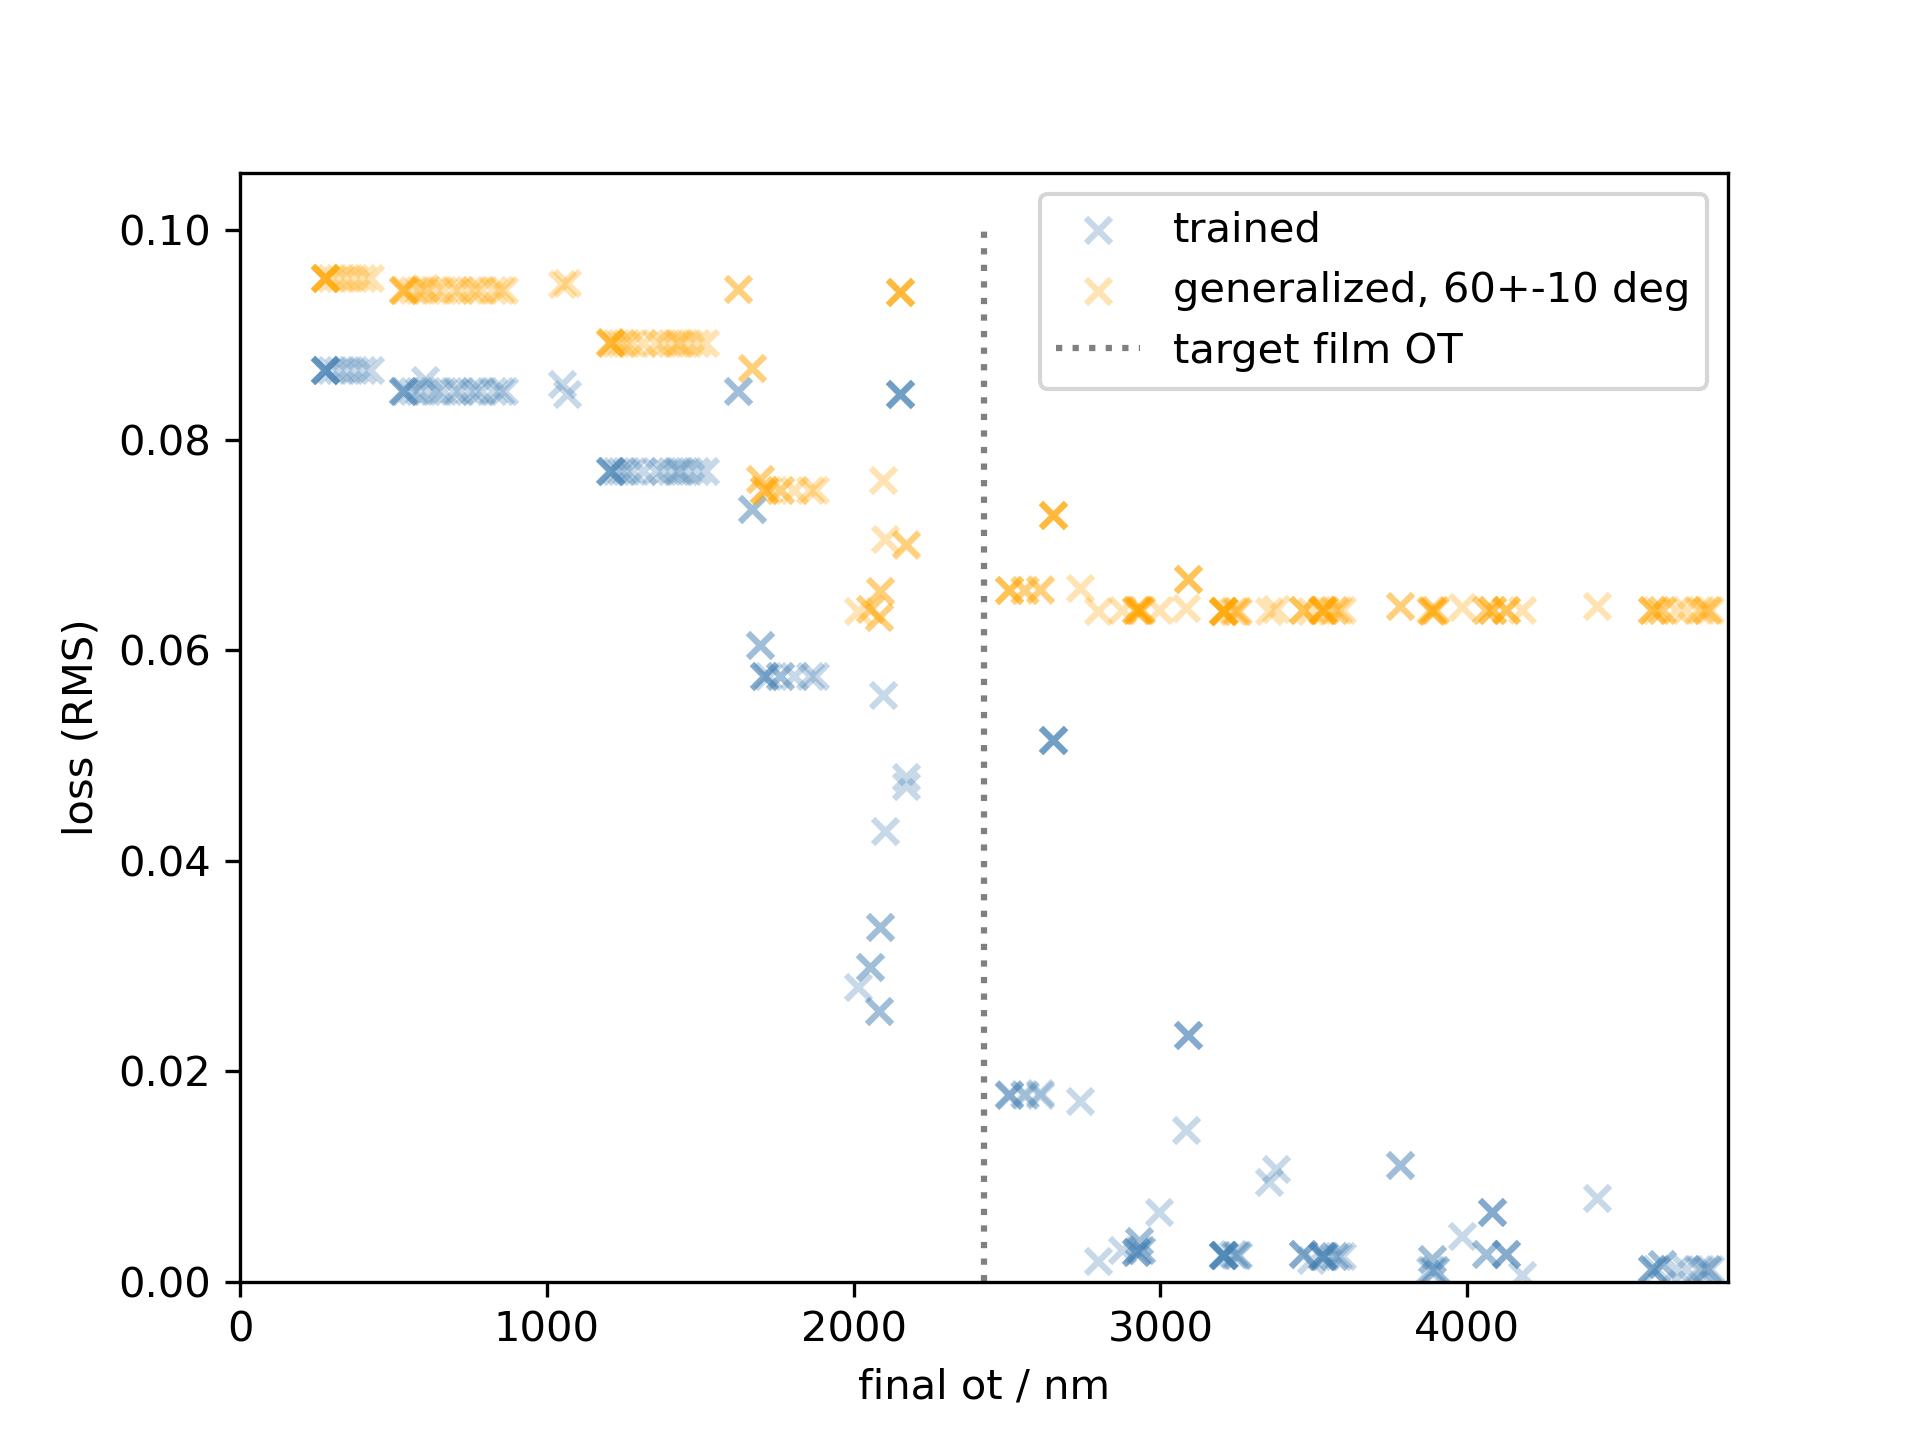 trained
generalized, 60+-10 deg
target film OT
0.10
0.08
0.06
0.04
0.02
0.00
loss (RMS)
0 1000 2000 3000 4000
final ot / nm